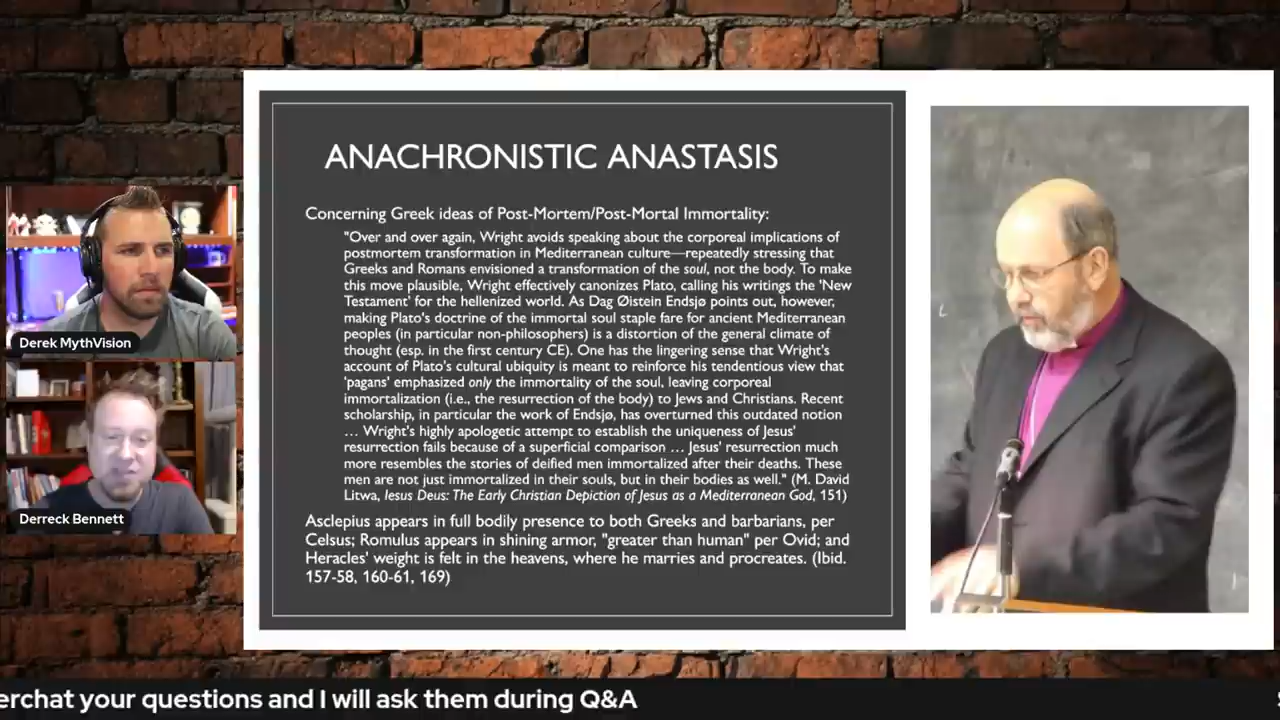 ANACHRONISTIC ANASTASIS
Concerning Greek ideas of Post-Mortem/Post-Mortal Immortality:
"Over and over again, Wright avoids speaking about the corporeal implications of
postmortem transformation in Mediterranean culture—repeatedly stressing that
Greeks and Romans envisioned a transformation of the soul, not the body. To make
this move plausible, Wright effectively canonizes Plato, calling his writings the 'New
Testament' for the hellenized world. As Dag Øistein Endsjø points out, however,
making Plato's doctrine of the immortal soul staple fare for ancient Mediterranean
peoples (in particular non-philosophers) is a distortion of the general climate of
thought (esp. in the first century CE). One has the lingering sense that Wright's
account of Plato's cultural ubiquity is meant to reinforce his tendentious view that
'pagans' emphasized only the immortality of the soul, leaving corporeal
immortalization (i.e., the resurrection of the body) to Jews and Christians. Recent
scholarship, in particular the work of Endsjø, has overturned this outdated notion
… Wright's highly apologetic attempt to establish the uniqueness of Jesus'
resurrection fails because of a superficial comparison … Jesus' resurrection much
more resembles the stories of deified men immortalized after their deaths. These
men are not just immortalized in their souls, but in their bodies as well." (M. David
Litwa, Iesus Deus: The Early Christian Depiction of Jesus as a Mediterranean God, 151)
Asclepius appears in full bodily presence to both Greeks and barbarians, per
Celsus; Romulus appears in shining armor, "greater than human" per Ovid; and
Heracles' weight is felt in the heavens, where he marries and procreates. (Ibid.
157-58, 160-61, 169)
Derek MythVision
Derreck Bennett
erchat your questions and I will ask them during Q&A